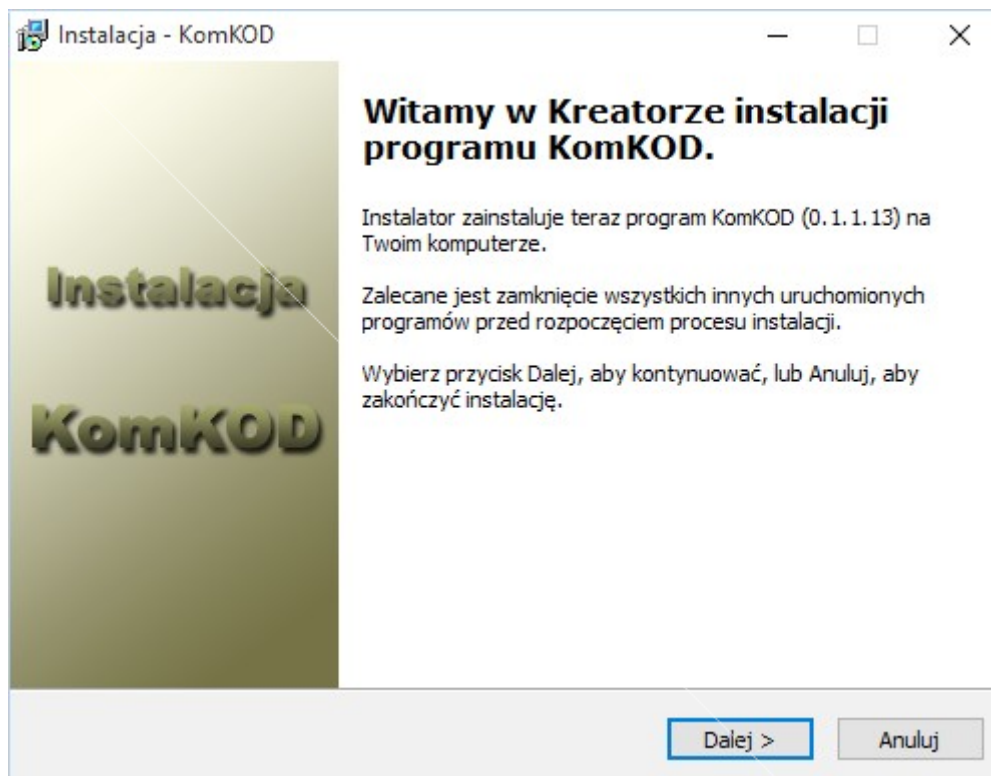 Instalacja - KomKOD
Instalacja
KomKOD
Witamy w Kreatorze instalacji
programu KomKOD.
Instalator zainstaluje teraz program KomKOD (0.1.1.13) na
Twoim komputerze.
Zalecane jest zamknięcie wszystkich innych uruchomionych
programów przed rozpoczęciem procesu instalacji.
Wybierz przycisk Dalej, aby kontynuować, lub Anuluj, aby
zakończyć instalację.
Dalej >
Anuluj